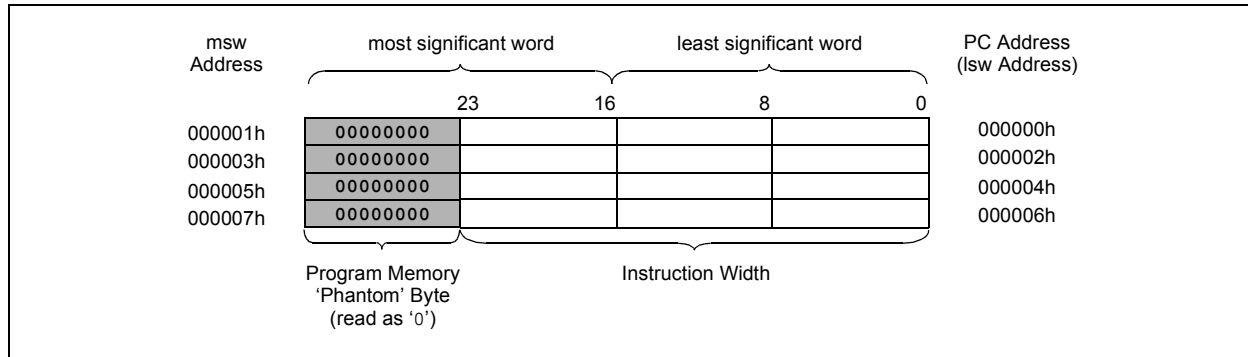 msw Address
most significant word
least significant word
PC Address
(lsw Address)
23 16 8 0
000001h 00000000 000000h
000003h 00000000 000002h
000005h 00000000 000004h
000007h 00000000 000006h
Program Memory
‘Phantom’ Byte
(read as ‘0’)
Instruction Width